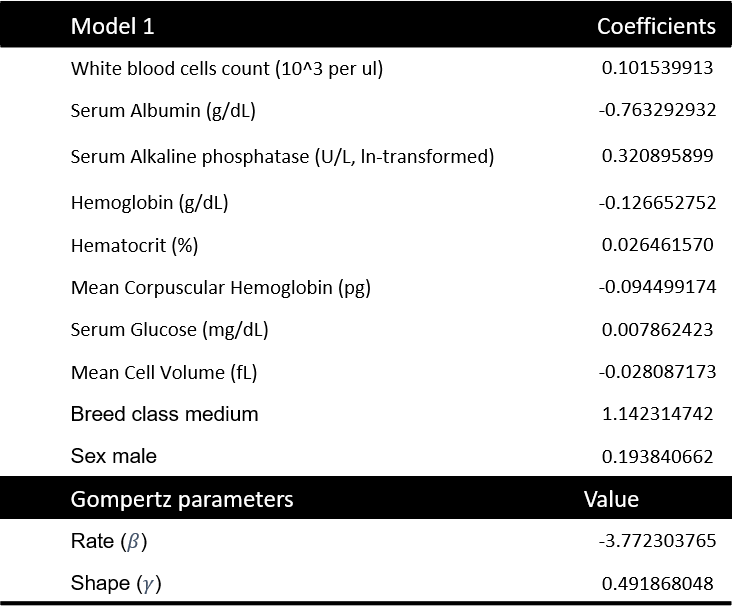 Model 1 Coefficients
White blood cells count (10^3 per ul) 0.101539913
Serum Albumin (g/dL) -0.763292932
Serum Alkaline phosphatase (U/L, ln-transformed) 0.320895899
Hemoglobin (g/dL) -0.126652752
Hematocrit (%) 0.026461570
Mean Corpuscular Hemoglobin (pg) -0.094499174
Serum Glucose (mg/dL) 0.007862423
Mean Cell Volume (fL) -0.028087173
Breed class medium 1.142314742
Sex male 0.193840662
Gompertz parameters Value
Rate (β) -3.772303765
Shape (γ) 0.491868048